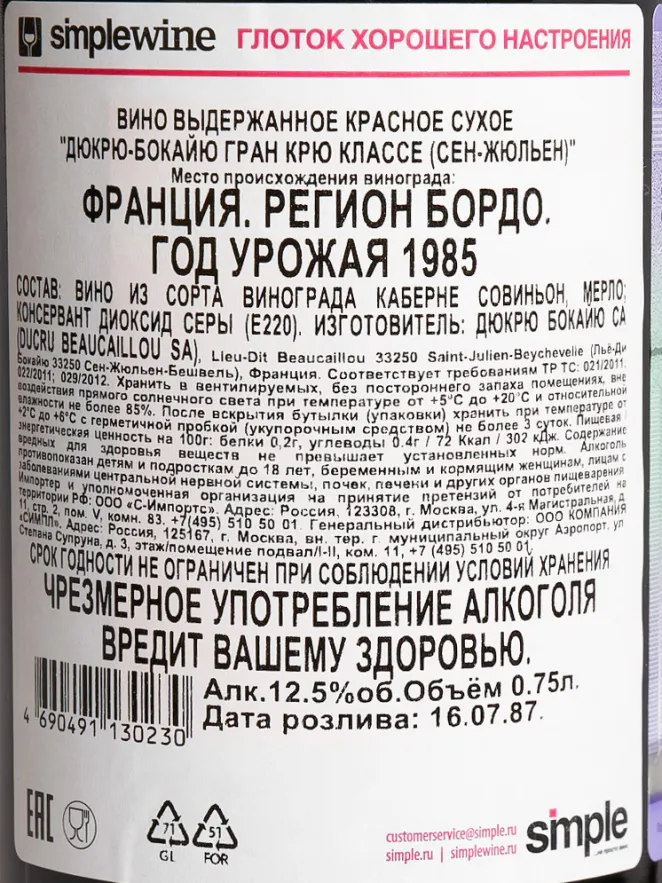 simplewine ГЛОТОК ХОРОШЕГО НАСТРОЕНИЯ
ВИНО ВЫДЕРЖАННОЕ КРАСНОЕ СУХОЕ
"ДЮКРЮ-БОКАЙЮ ГРАН КРЮ КЛАССЕ (СЕН-ЖЮЛЬЕН)"
Место происхождения винограда:
ФРАНЦИЯ. РЕГИОН БОРДО.
ГОД УРОЖАЯ 1985
СОСТАВ: ВИНО ИЗ СОРТА ВИНОГРАДА КАБЕРНЕ СОВИНЬОН, МЕРЛО;
КОНСЕРВАНТ ДИОКСИД СЕРЫ (Е220). ИЗГОТОВИТЕЛЬ: ДЮКРЮ БОКАЙЮ СА
(DUCRU BEAUCAILLOU SA), Lieu-Dit Beaucaillou 33250 Saint-Julien-Beychevelle (Льё-Ди
Бокайю 33250 Сен-Жюльен-Бешвель), Франция. Соответствует требованиям ТР ТС: 021/2011,
022/2011; 029/2012. Хранить в вентилируемых, без постороннего запаха помещениях, вне
воздействия прямого солнечного света при температуре от +5°С до +20°С и относительной
влажности не более 85%. После вскрытия бутылки (упаковки) хранить при температуре от
+2°С до +6°С с герметичной пробкой (укупорочным средством) не более 3 суток. Пищевая /
энергетическая ценность на 100г: белки 0,2г, углеводы 0.4г / 72 Ккал / 302 кДж. Содержание
вредных для здоровья веществ не превышает установленных норм. Алкоголь
противопоказан детям и подросткам до 18 лет, беременным и кормящим женщинам, лицам с
заболеваниями центральной нервной системы, почек, печени и других органов пищеварения
Импортер и уполномоченная организация на принятие претензий от потребителей на
территории РФ: ООО «С-Импортс». Адрес: Россия, 123308, г. Москва, ул. 4-я Магистральная, д.
11, стр. 2, пом. V, комн. 83. +7(495) 510 50 01. Генеральный дистрибьютор: ООО КОМПАНИЯ
«СИМПЛ». Адрес: Россия, 125167, г. Москва, вн. тер. г. муниципальный округ Аэропорт, ул
Степана Супруна, д. 3, этаж/помещение подвал/I-II, ком. 11, +7 (495) 510 50 01,
СРОК ГОДНОСТИ НЕ ОГРАНИЧЕН ПРИ СОБЛЮДЕНИИ УСЛОВИЙ ХРАНЕНИЯ
ЧРЕЗМЕРНОЕ УПОТРЕБЛЕНИЕ АЛКОГОЛЯ
ВРЕДИТ ВАШЕМУ ЗДОРОВЬЮ.
Алк.12.5%об.Объём 0.75л.
Дата розлива: 16.07.87.
4 690491 130230
EAC
71
GL
51
FOR
customerservice@simple.ru
simple.ru | simplewine.ru
simple
...не просто вино